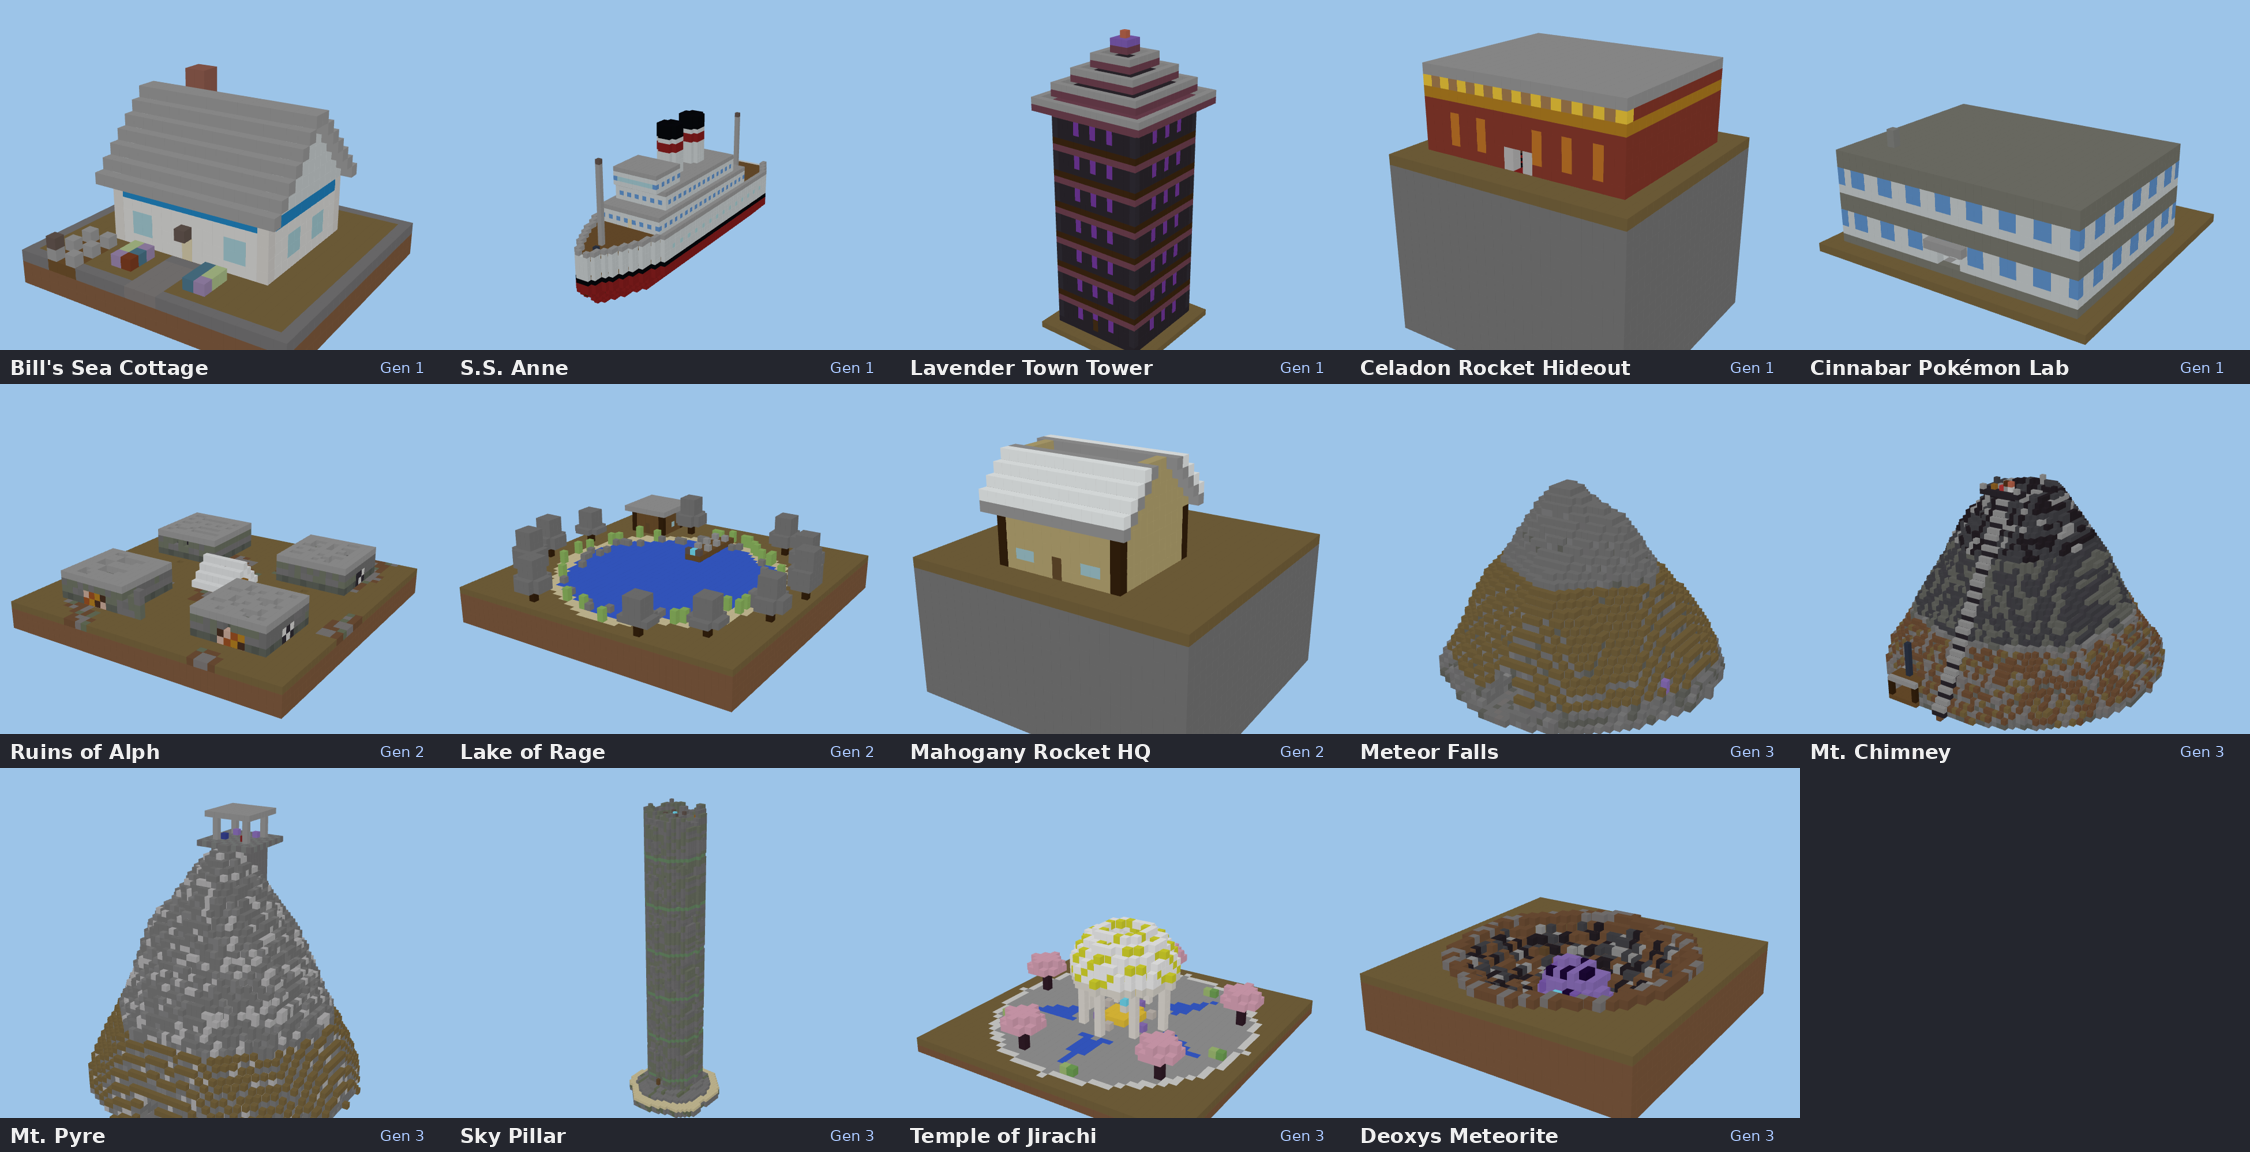 Bill's Sea Cottage Gen 1
S.S. Anne Gen 1
Lavender Town Tower Gen 1
Celadon Rocket Hideout Gen 1
Cinnabar Pokémon Lab Gen 1
Ruins of Alph Gen 2
Lake of Rage Gen 2
Mahogany Rocket HQ Gen 2
Meteor Falls Gen 3
Mt. Chimney Gen 3
Mt. Pyre Gen 3
Sky Pillar Gen 3
Temple of Jirachi Gen 3
Deoxys Meteorite Gen 3